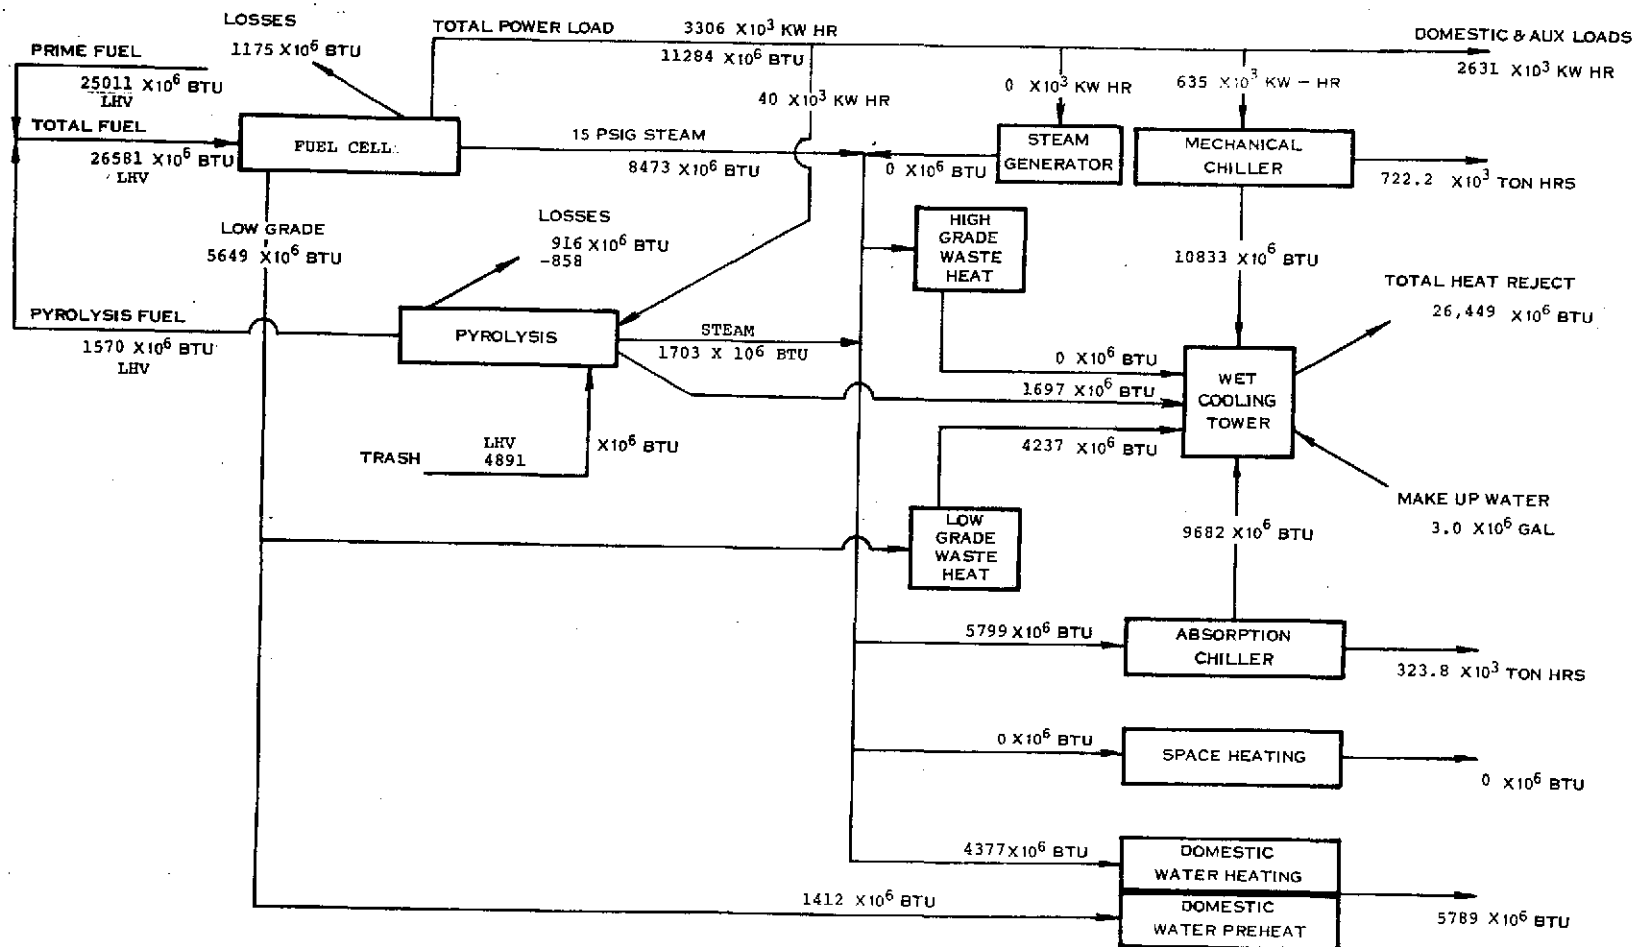 LOSSES
1175 X10⁶ BTU
PRIME FUEL
25011 X10⁶ BTU
LHV
TOTAL FUEL
26581 X10⁶ BTU
LHV
FUEL CELL
TOTAL POWER LOAD 3306 X10³ KW HR
11284 X10⁶ BTU
DOMESTIC & AUX LOADS
2631 X10³ KW HR
40 X10³ KW HR
0 X10³ KW HR
635 X10³ KW – HR
15 PSIG STEAM
8473 X10⁶ BTU
0 X10⁶ BTU
STEAM
GENERATOR
MECHANICAL
CHILLER
722.2 X10³ TON HRS
LOW GRADE
5649 X10⁶ BTU
LOSSES
916 X10⁶ BTU
-858
HIGH
GRADE
WASTE
HEAT
10833 X10⁶ BTU
TOTAL HEAT REJECT
26,449 X10⁶ BTU
PYROLYSIS FUEL
1570 X10⁶ BTU
LHV
PYROLYSIS
STEAM
1703 X 10⁶ BTU
0 X10⁶ BTU
1697 X10⁶ BTU
4237 X10⁶ BTU
WET
COOLING
TOWER
TRASH
LHV
4891
X10⁶ BTU
MAKE UP WATER
3.0 X10⁶ GAL
LOW
GRADE
WASTE
HEAT
9682 X10⁶ BTU
5799 X10⁶ BTU
ABSORPTION
CHILLER
323.8 X10³ TON HRS
0 X10⁶ BTU
SPACE HEATING
0 X10⁶ BTU
4377X10⁶ BTU
DOMESTIC
WATER HEATING
1412 X10⁶ BTU
DOMESTIC
WATER PREHEAT
5789 X10⁶ BTU